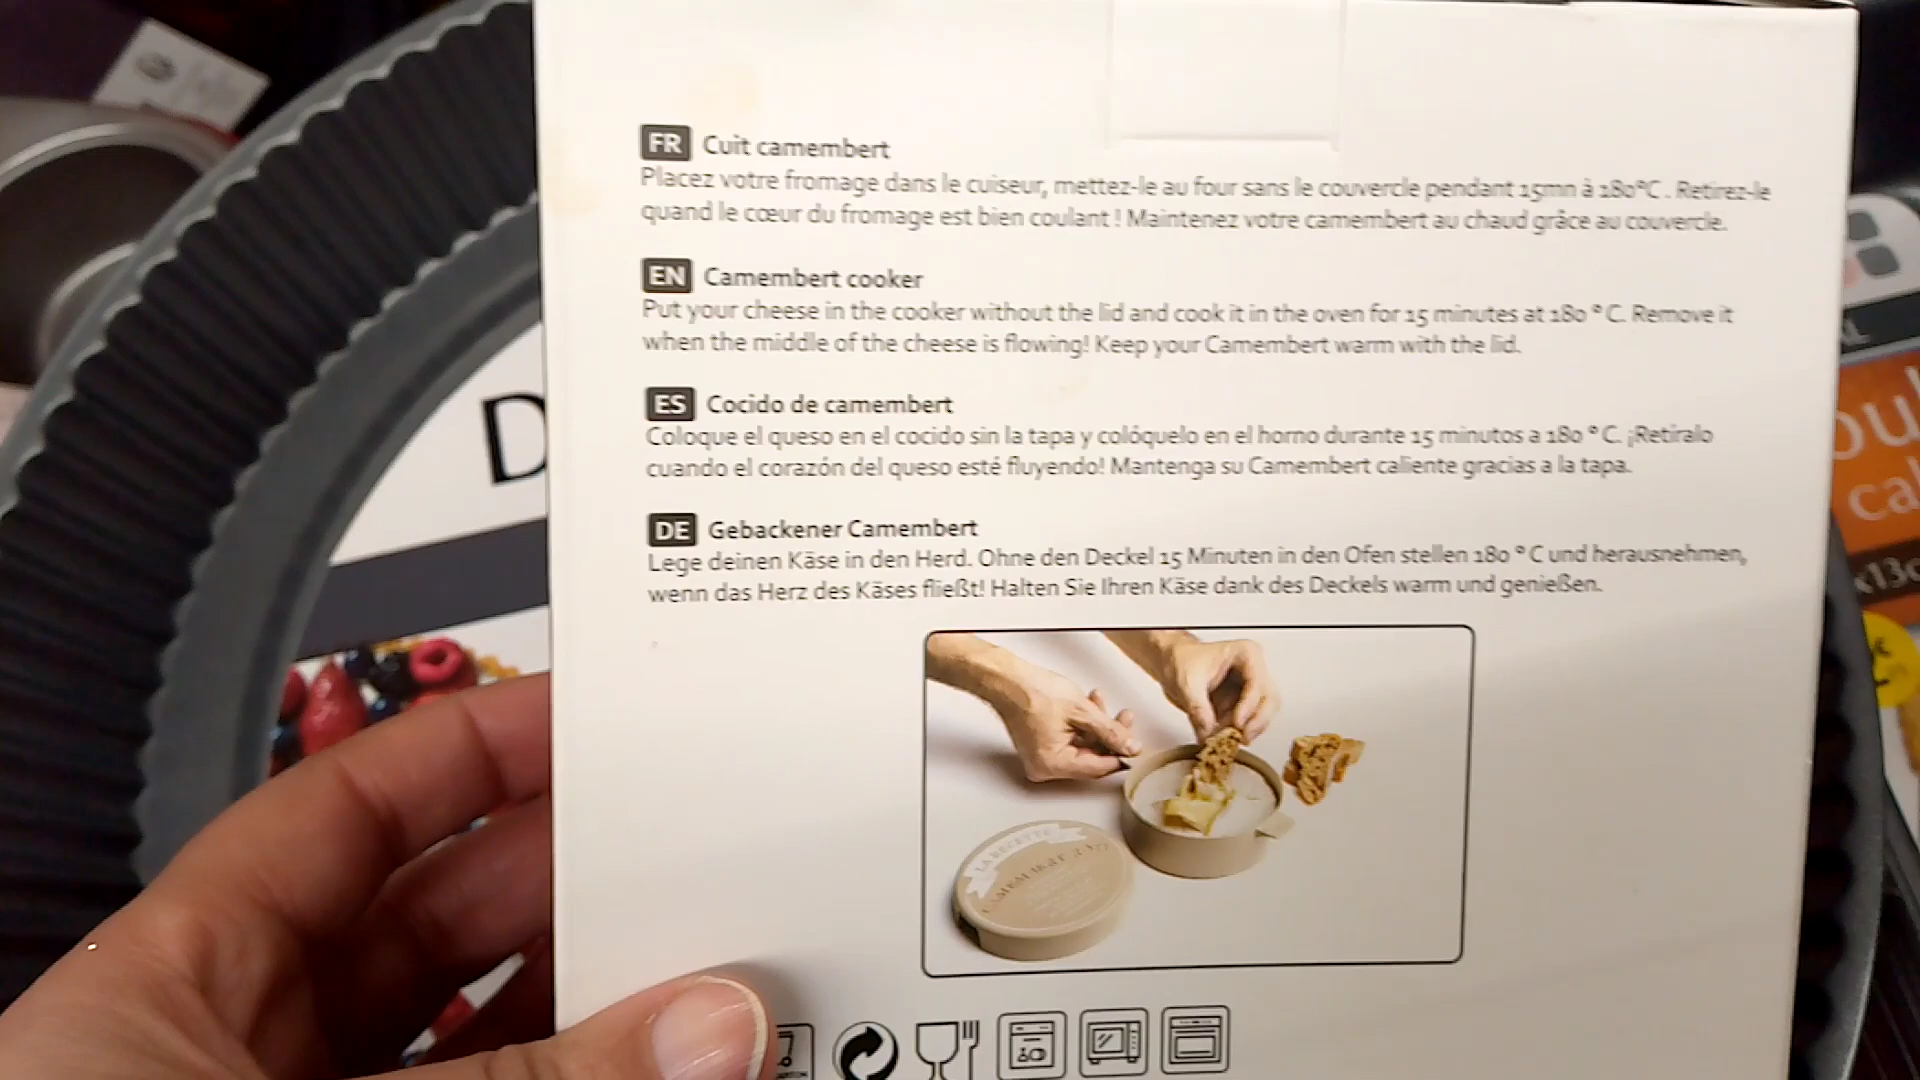 FR Cuit camembert
Placez votre fromage dans le cuiseur, mettez-le au four sans le couvercle pendant 15mn à 180°C. Retirez-le
quand le cœur du fromage est bien coulant ! Maintenez votre camembert au chaud grâce au couvercle.
EN Camembert cooker
Put your cheese in the cooker without the lid and cook it in the oven for 15 minutes at 180 °C. Remove it
when the middle of the cheese is flowing! Keep your Camembert warm with the lid.
ES Cocido de camembert
Coloque el queso en el cocido sin la tapa y colóquelo en el horno durante 15 minutos a 180 °C. ¡Retíralo
cuando el corazón del queso esté fluyendo! Mantenga su Camembert caliente gracias a la tapa.
DE Gebackener Camembert
Lege deinen Käse in den Herd. Ohne den Deckel 15 Minuten in den Ofen stellen 180 °C und herausnehmen,
wenn das Herz des Käses fließt! Halten Sie Ihren Käse dank des Deckels warm und genießen.
LA RECETTE
D